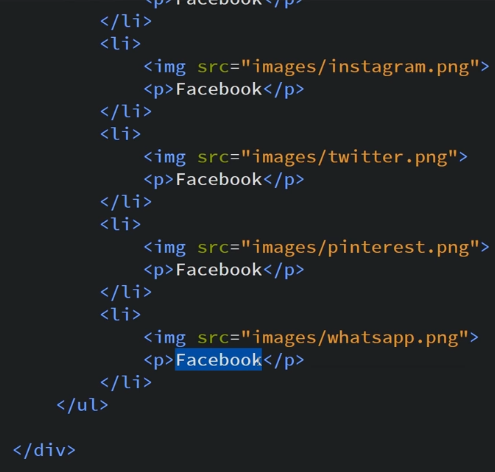 <p>Facebook</p>
</li>
<li>
<img src="images/instagram.png">
<p>Facebook</p>
</li>
<li>
<img src="images/twitter.png">
<p>Facebook</p>
</li>
<li>
<img src="images/pinterest.png">
<p>Facebook</p>
</li>
<li>
<img src="images/whatsapp.png">
<p>Facebook</p>
</li>
</ul>
</div>